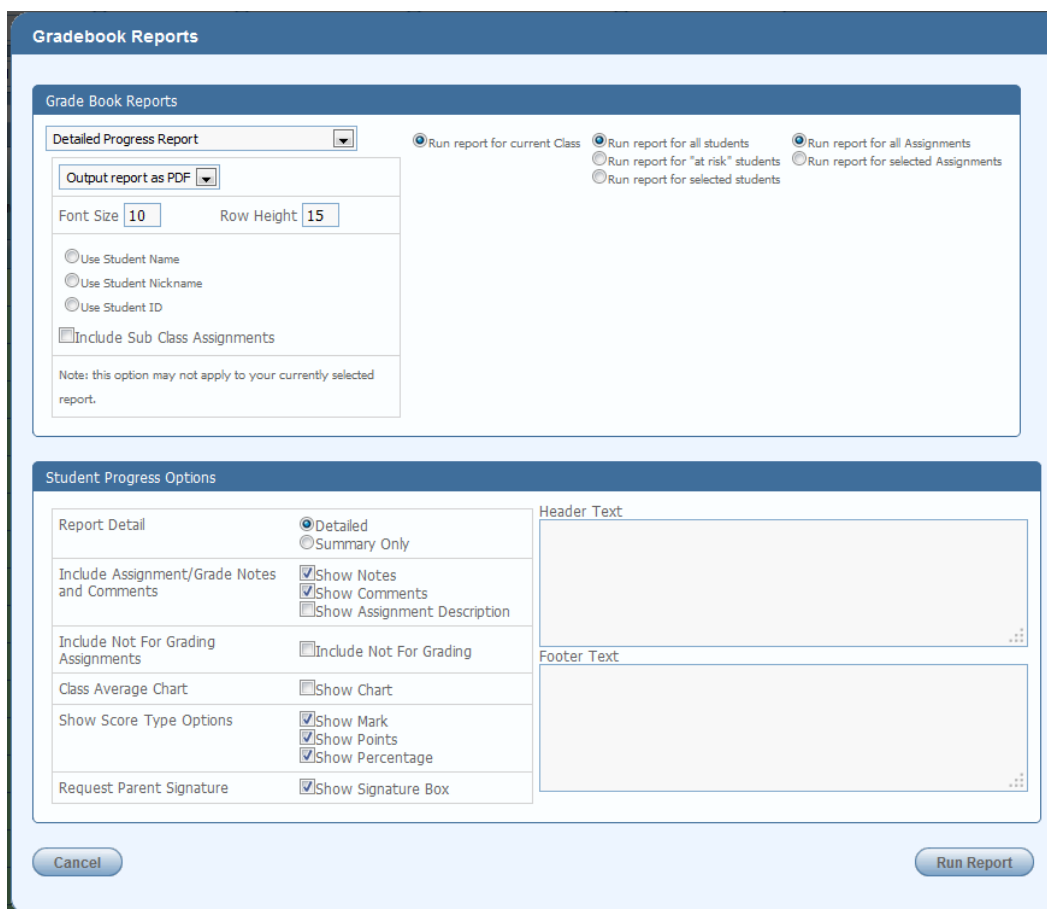 Gradebook Reports
Grade Book Reports
Detailed Progress Report
Run report for current Class
Run report for all students
Run report for "at risk" students
Run report for selected students
Run report for all Assignments
Run report for selected Assignments
Output report as PDF
Font Size 10 Row Height 15
Use Student Name
Use Student Nickname
Use Student ID
Include Sub Class Assignments
Note: this option may not apply to your currently selected
report.
Student Progress Options
Report Detail
Detailed
Summary Only
Include Assignment/Grade Notes
and Comments
Show Notes
Show Comments
Show Assignment Description
Include Not For Grading
Assignments
Include Not For Grading
Class Average Chart
Show Chart
Show Score Type Options
Show Mark
Show Points
Show Percentage
Request Parent Signature
Show Signature Box
Header Text
Footer Text
Cancel
Run Report